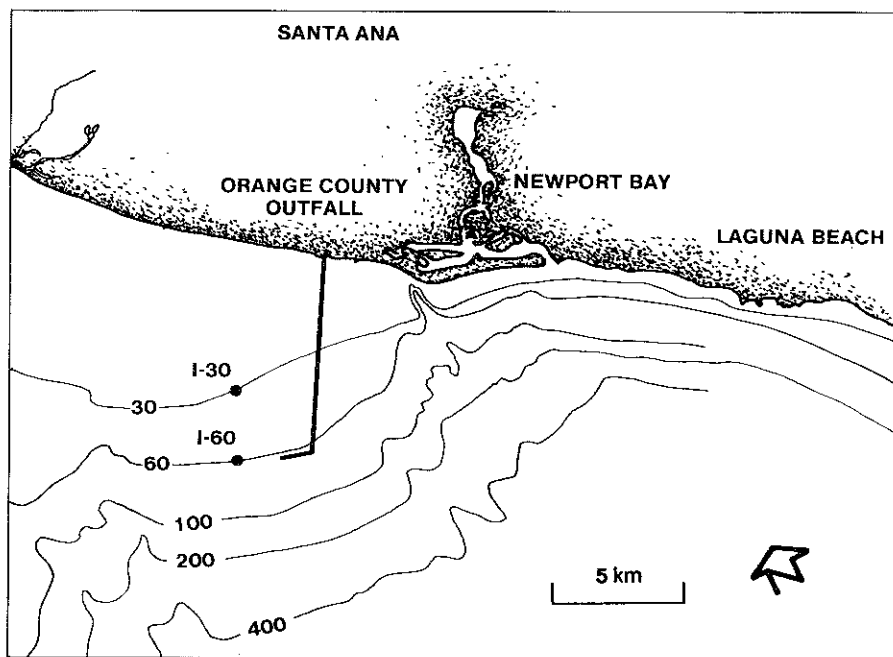 SANTA ANA
ORANGE COUNTY
OUTFALL
NEWPORT BAY
LAGUNA BEACH
I-30
30
I-60
60
100
200
400
5 km